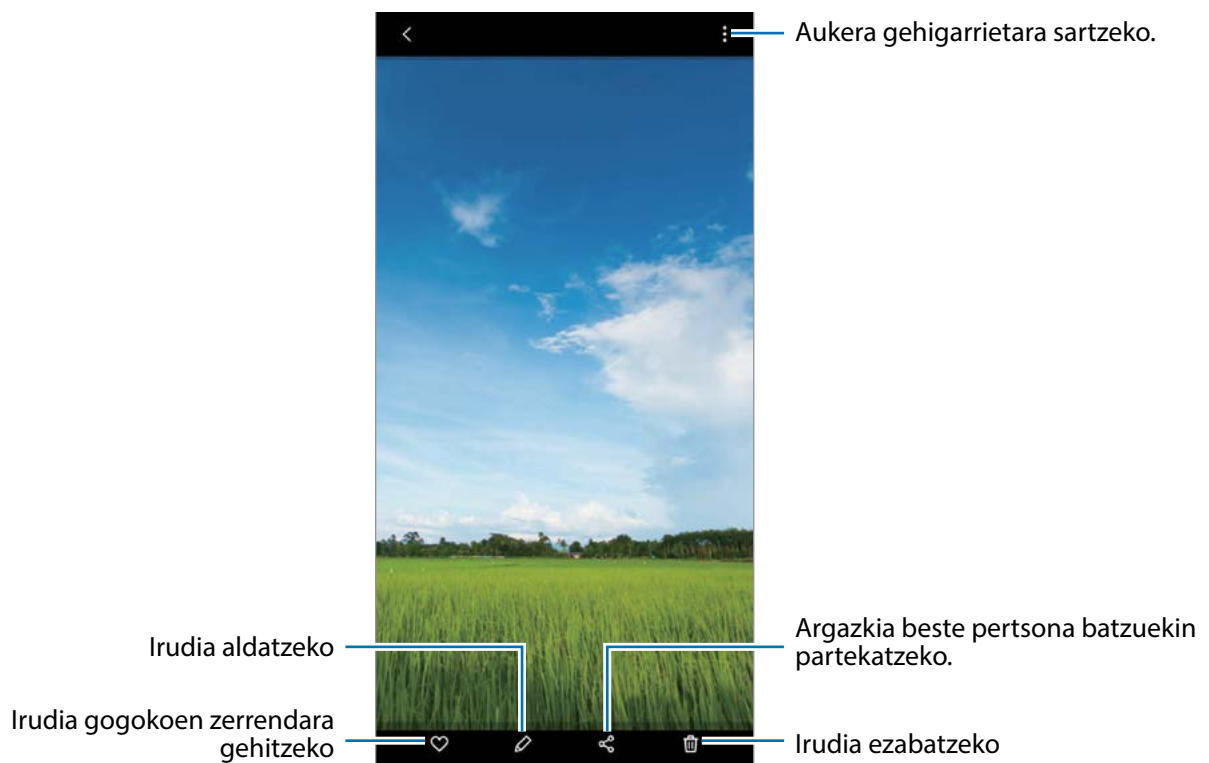 Aukera gehigarrietara sartzeko.
Irudia aldatzeko
Argazkia beste pertsona batzuekin
partekatzeko.
Irudia gogokoen zerrendara
gehitzeko
Irudia ezabatzeko